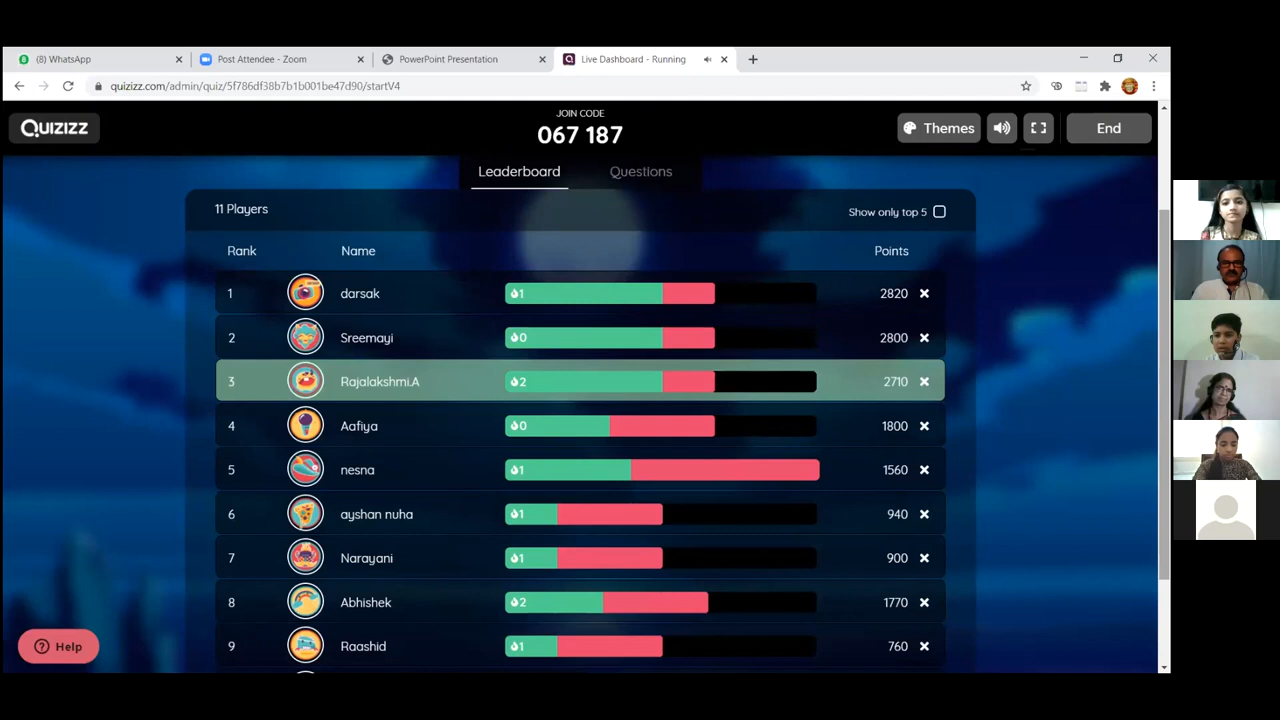 (8) WhatsApp
Post Attendee - Zoom
PowerPoint Presentation
Live Dashboard - Running
quizizz.com/admin/quiz/5f786df38b7b1b001be47d90/startV4
QUIZIZZ
JOIN CODE
067 187
Themes
End
Leaderboard
Questions
11 Players
Show only top 5
Rank Name Points
1 darsak 1 2820
2 Sreemayi 0 2800
3 Rajalakshmi.A 2 2710
4 Aafiya 0 1800
5 nesna 1 1560
6 ayshan nuha 1 940
7 Narayani 1 900
8 Abhishek 2 1770
9 Raashid 1 760
Help